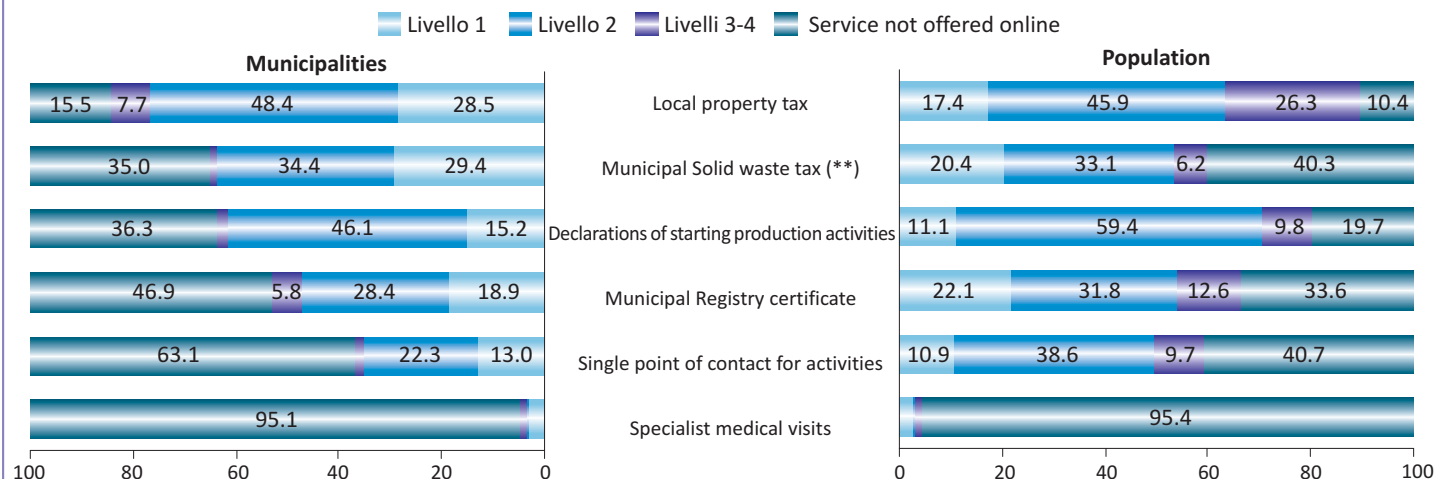 Livello 1 Livello 2 Livelli 3-4 Service not offered online
Municipalities Population
15.5 7.7 48.4 28.5 Local property tax 17.4 45.9 26.3 10.4
35.0 34.4 29.4 Municipal Solid waste tax (**) 20.4 33.1 6.2 40.3
36.3 46.1 15.2 Declarations of starting production activities 11.1 59.4 9.8 19.7
46.9 5.8 28.4 18.9 Municipal Registry certificate 22.1 31.8 12.6 33.6
63.1 22.3 13.0 Single point of contact for activities 10.9 38.6 9.7 40.7
95.1 Specialist medical visits 95.4
100 80 60 40 20 0 0 20 40 60 80 100